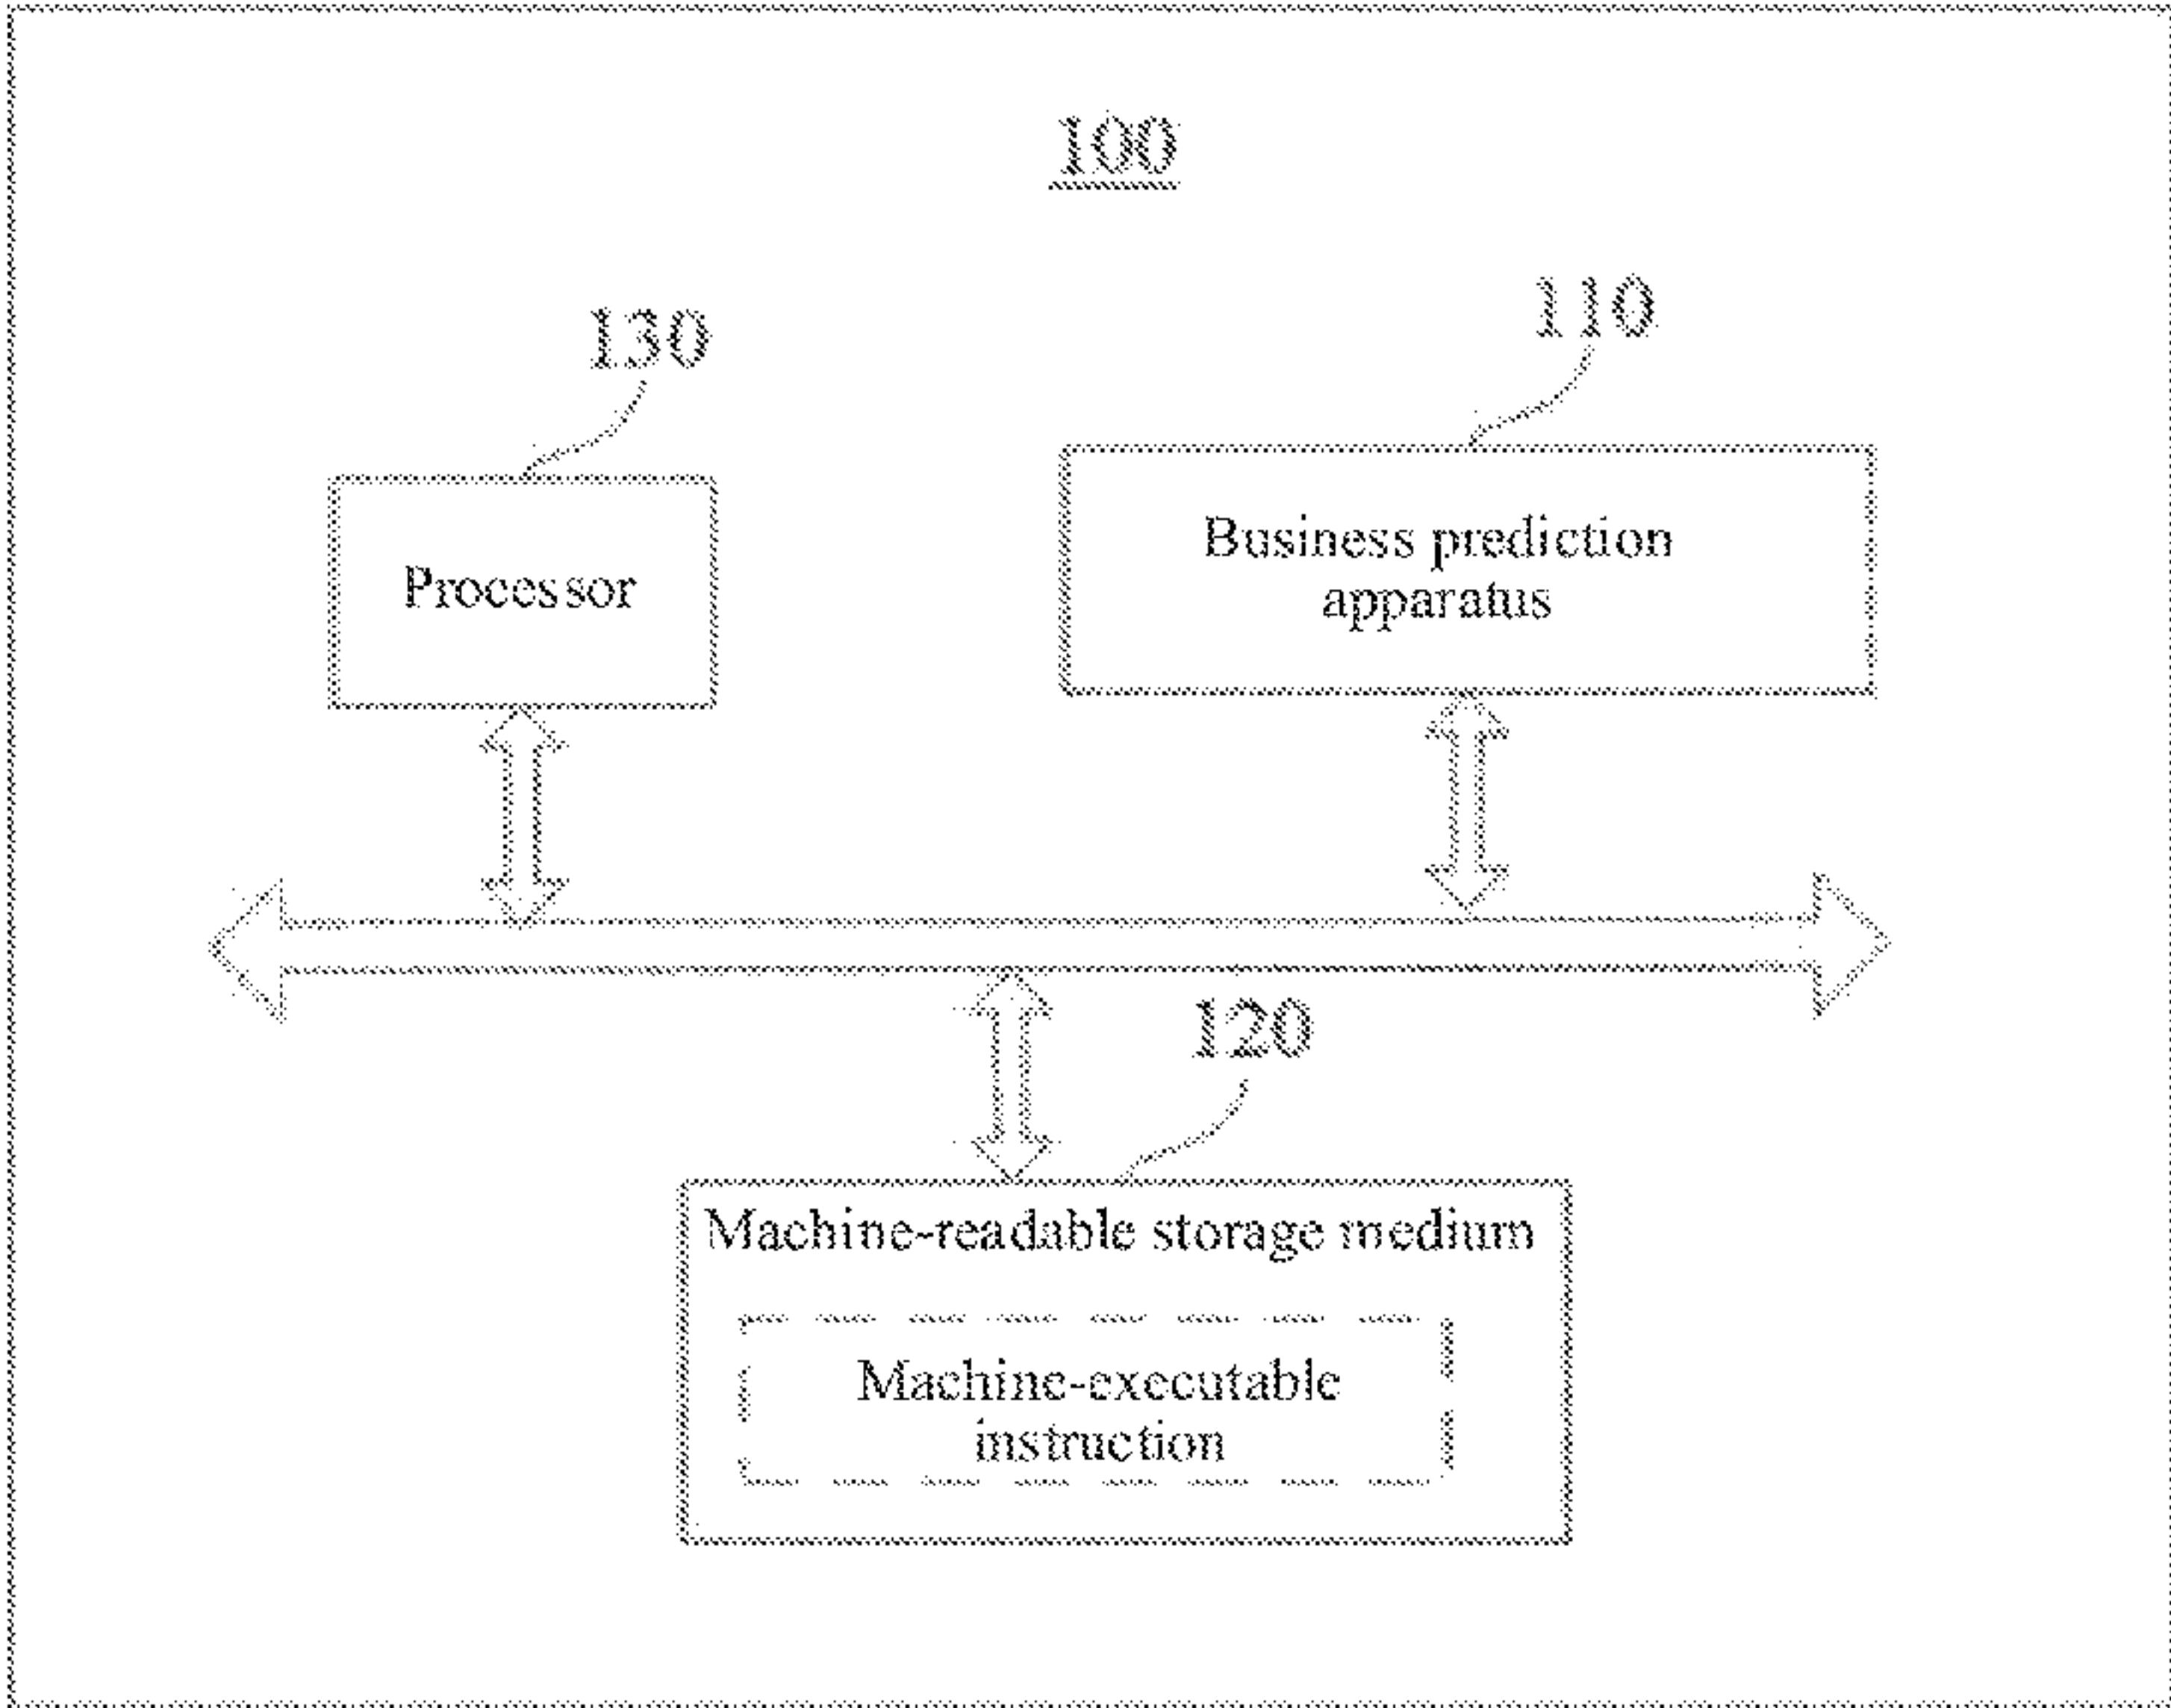 100
130
110
Processor
Business prediction
apparatus
120
Machine-readable storage medium
Machine-executable
instruction